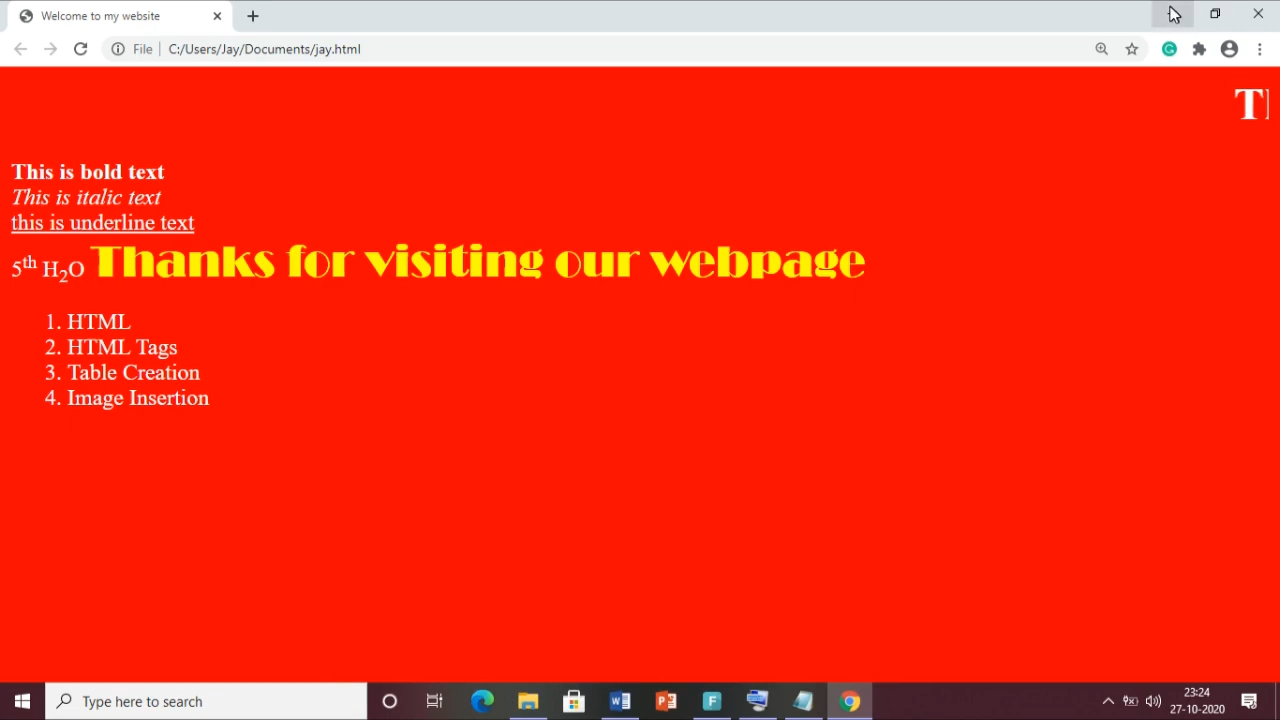 Welcome to my website
File
C:/Users/Jay/Documents/jay.html
This is bold text
This is italic text
this is underline text
5th H2O Thanks for visiting our webpage
1. HTML
2. HTML Tags
3. Table Creation
4. Image Insertion
Type here to search
23:24
27-10-2020